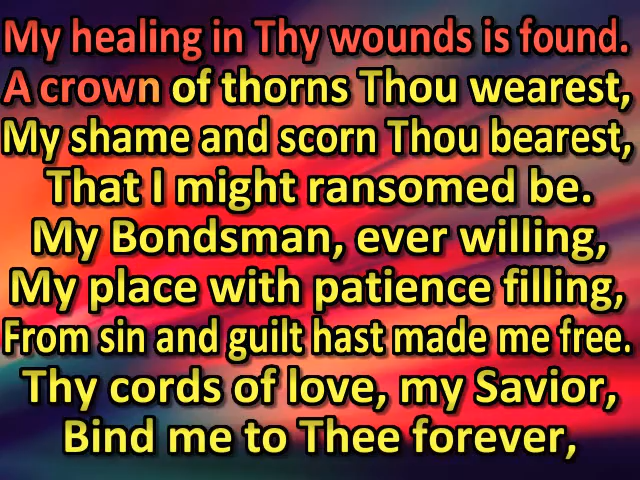 My healing in Thy wounds is found.
A crown of thorns Thou wearest,
My shame and scorn Thou bearest,
That I might ransomed be.
My Bondsman, ever willing,
My place with patience filling,
From sin and guilt hast made me free.
Thy cords of love, my Savior,
Bind me to Thee forever,